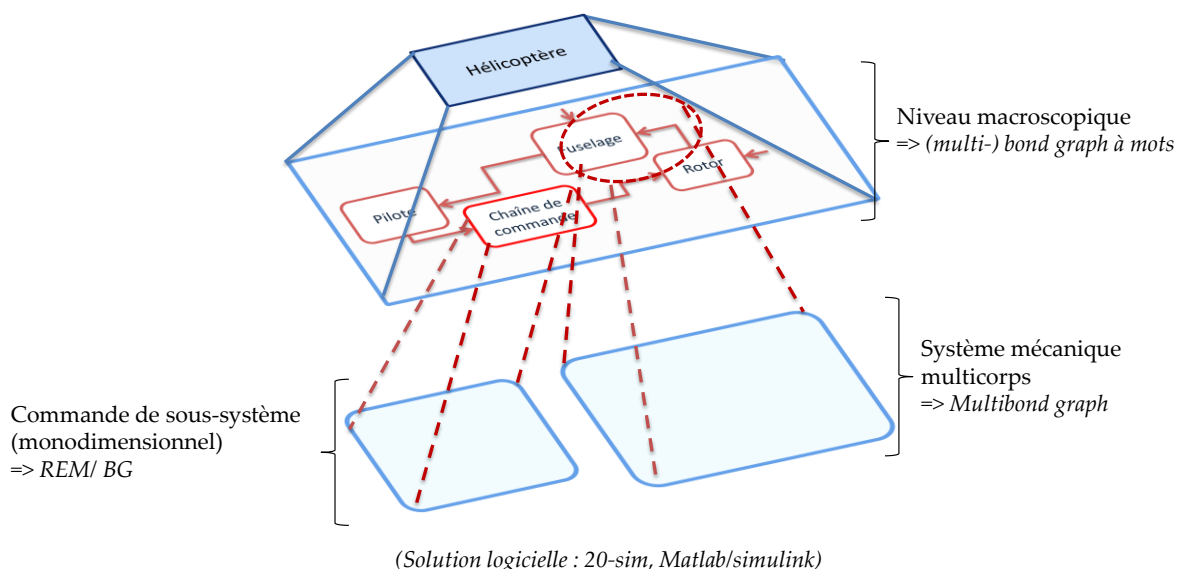 Hélicoptère
Niveau macroscopique
=> (multi-) bond graph à mots
Fuselage
Rotor
Pilote
Chaîne de
commande
Système mécanique
multicorps
=> Multibond graph
Commande de sous-système
(monodimensionnel)
=> REM/ BG
(Solution logicielle : 20-sim, Matlab/simulink)